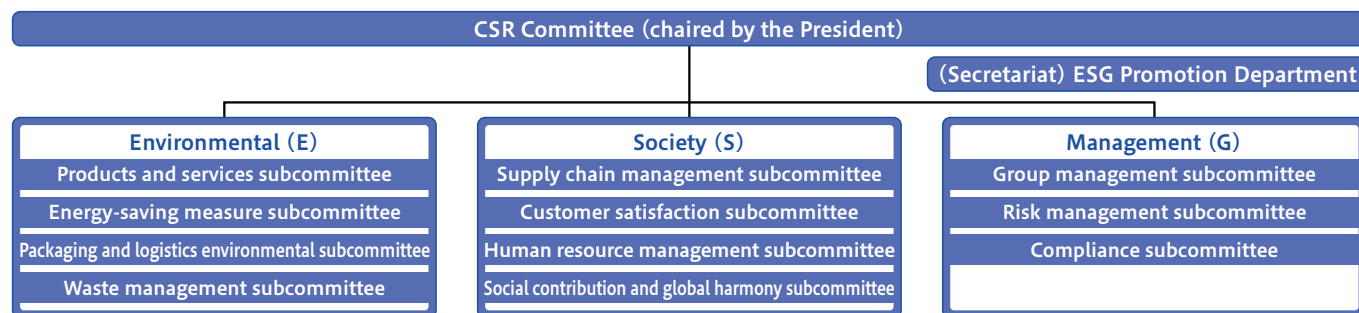 CSR Committee (chaired by the President)
(Secretariat) ESG Promotion Department
Environmental (E)
Products and services subcommittee
Energy-saving measure subcommittee
Packaging and logistics environmental subcommittee
Waste management subcommittee
Society (S)
Supply chain management subcommittee
Customer satisfaction subcommittee
Human resource management subcommittee
Social contribution and global harmony subcommittee
Management (G)
Group management subcommittee
Risk management subcommittee
Compliance subcommittee